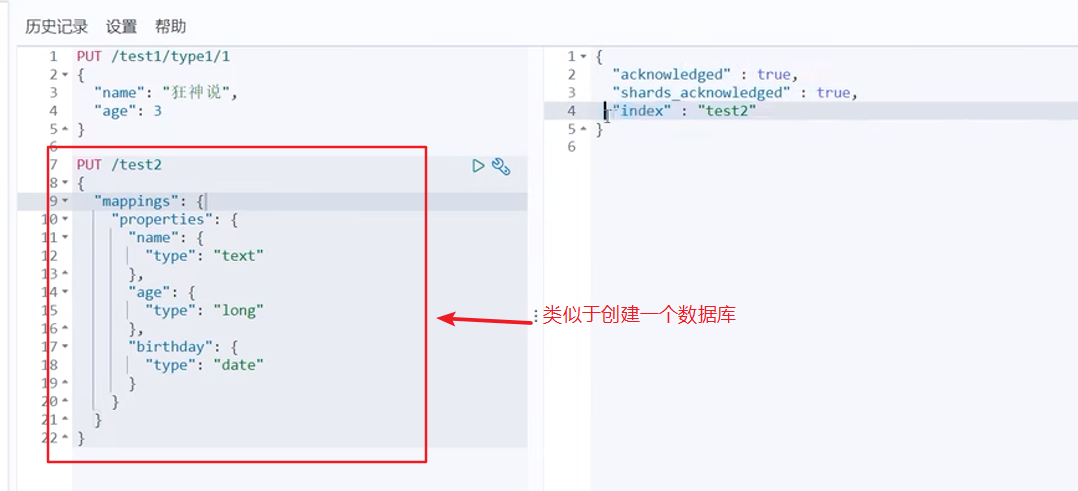 历史记录 设置 帮助
1 PUT /test1/type1/1
2 {
3 "name": "狂神说",
4 "age": 3
5 }
6
7 PUT /test2
8 {
9 "mappings": {
10 "properties": {
11 "name": {
12 "type": "text"
13 },
14 "age": {
15 "type": "long"
16 },
17 "birthday": {
18 "type": "date"
19 }
20 }
21 }
22 }
1 {
2 "acknowledged" : true,
3 "shards_acknowledged" : true,
4 "index" : "test2"
5 }
6
类似于创建一个数据库